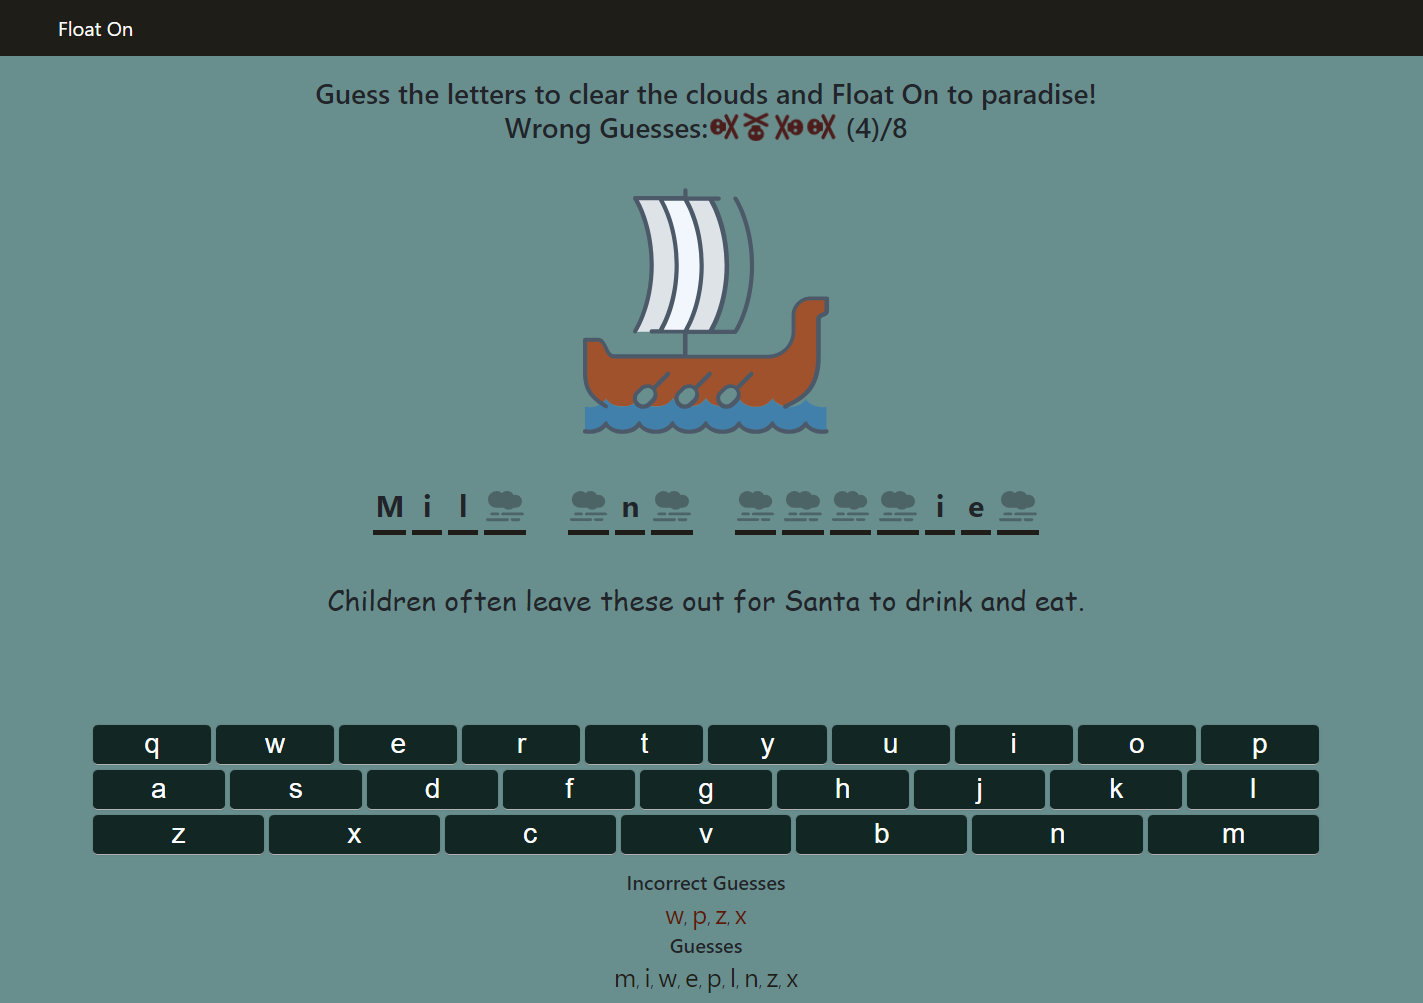 Float On
Guess the letters to clear the clouds and Float On to paradise!
Wrong Guesses: (4)/8
M i l n i e
Children often leave these out for Santa to drink and eat.
q w e r t y u i o p
a s d f g h j k l
z x c v b n m
Incorrect Guesses
w, p, z, x
Guesses
m, i, w, e, p, l, n, z, x